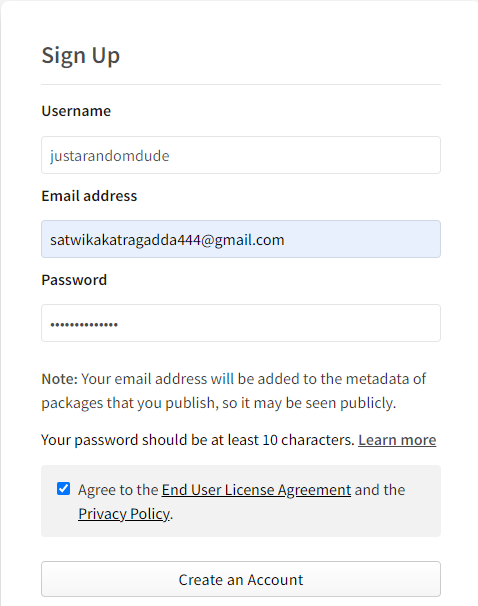 Sign Up
Username
justarandomdude
Email address
satwikakatragadda444@gmail.com
Password
••••••••••••••
Note: Your email address will be added to the metadata of
packages that you publish, so it may be seen publicly.
Your password should be at least 10 characters. Learn more
Agree to the End User License Agreement and the
Privacy Policy.
Create an Account